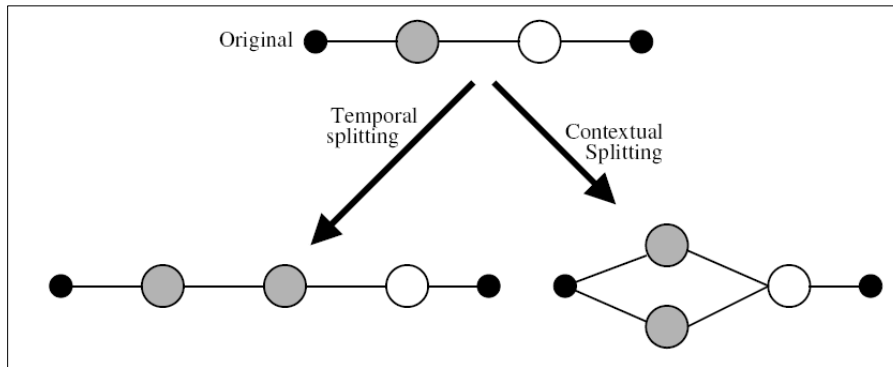 Original
Temporal
splitting
Contextual
Splitting